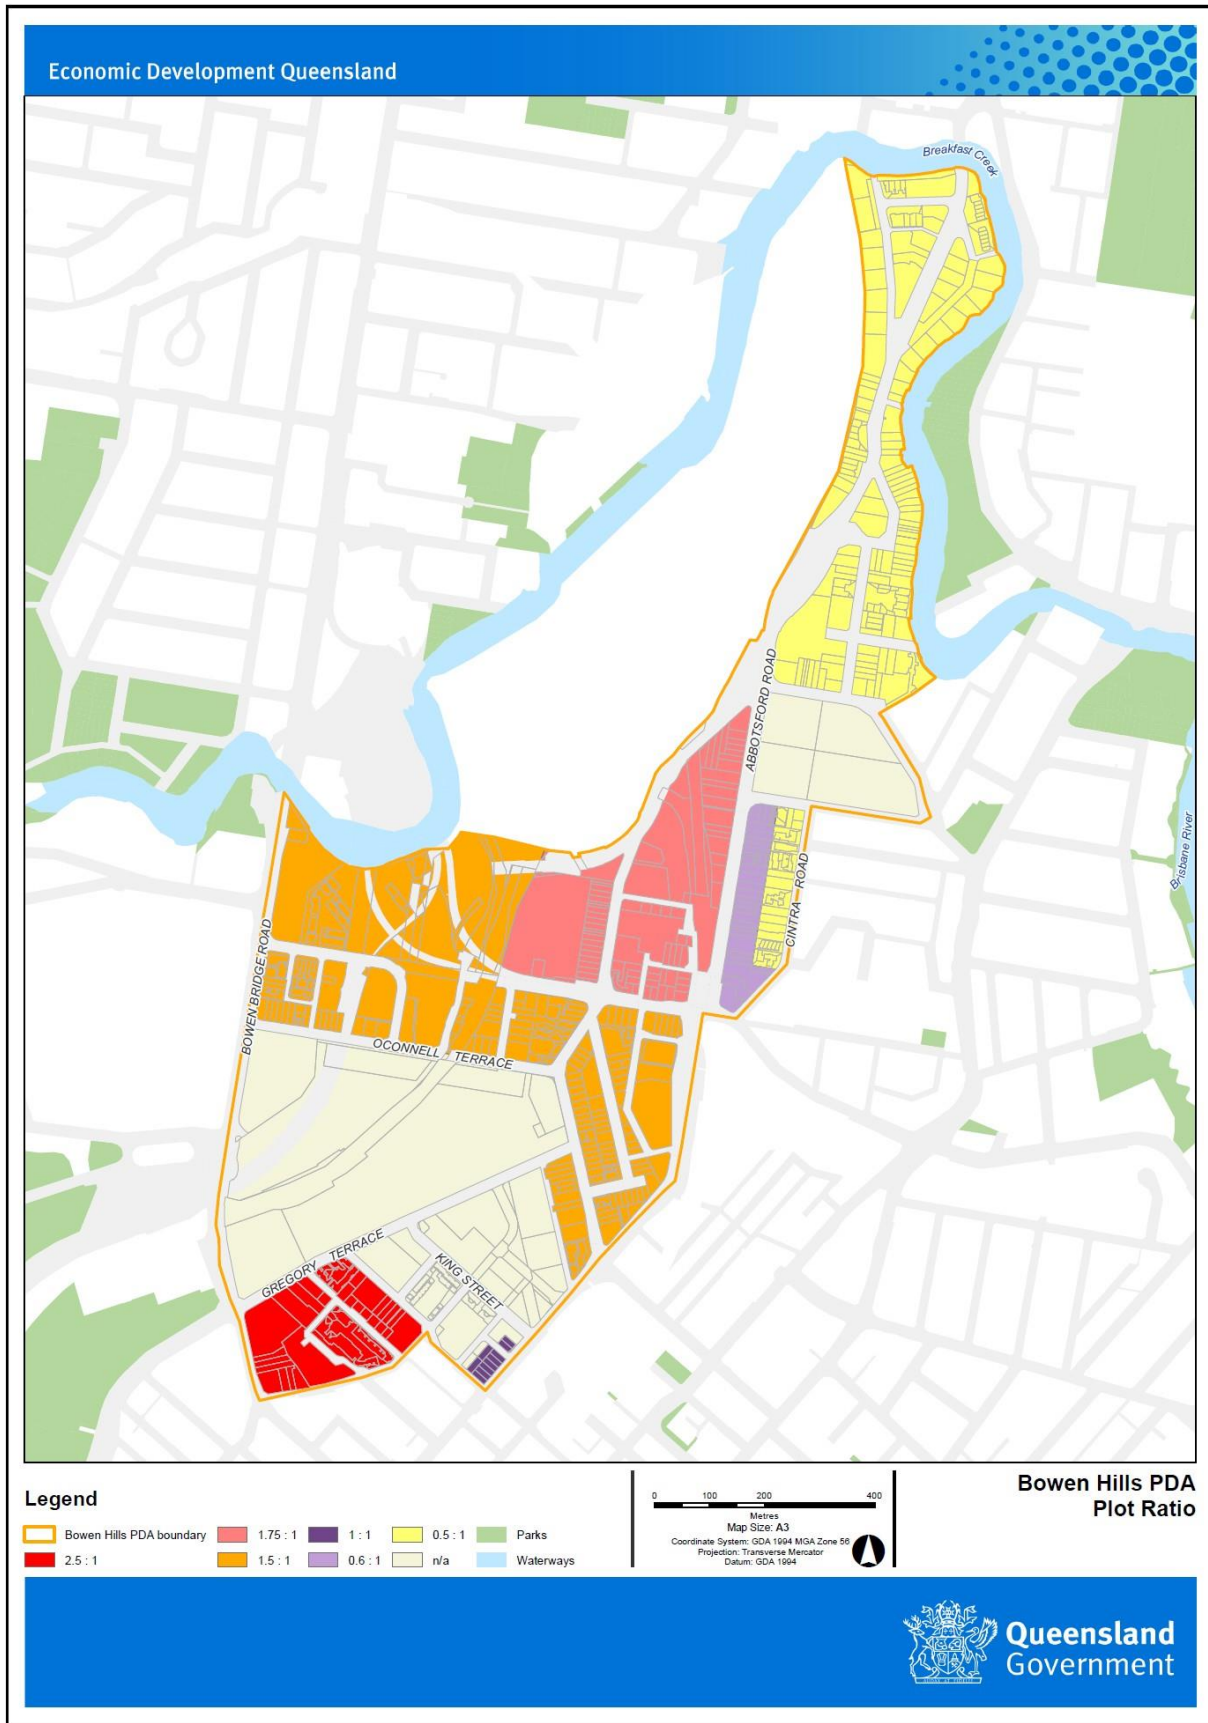 Economic Development Queensland
Breakfast Creek
ABBOTSFORD ROAD
Brisbane River
CINTRA ROAD
BOWEN BRIDGE ROAD
OCONNELL TERRACE
GREGORY TERRACE
KING STREET
Legend
Bowen Hills PDA boundary
1.75 : 1
1 : 1
0.5 : 1
Parks
2.5 : 1
1.5 : 1
0.6 : 1
n/a
Waterways
0 100 200 400
Metres
Map Size: A3
Coordinate System: GDA 1994 MGA Zone 56
Projection: Transverse Mercator
Datum: GDA 1994
Bowen Hills PDA
Plot Ratio
Queensland
Government